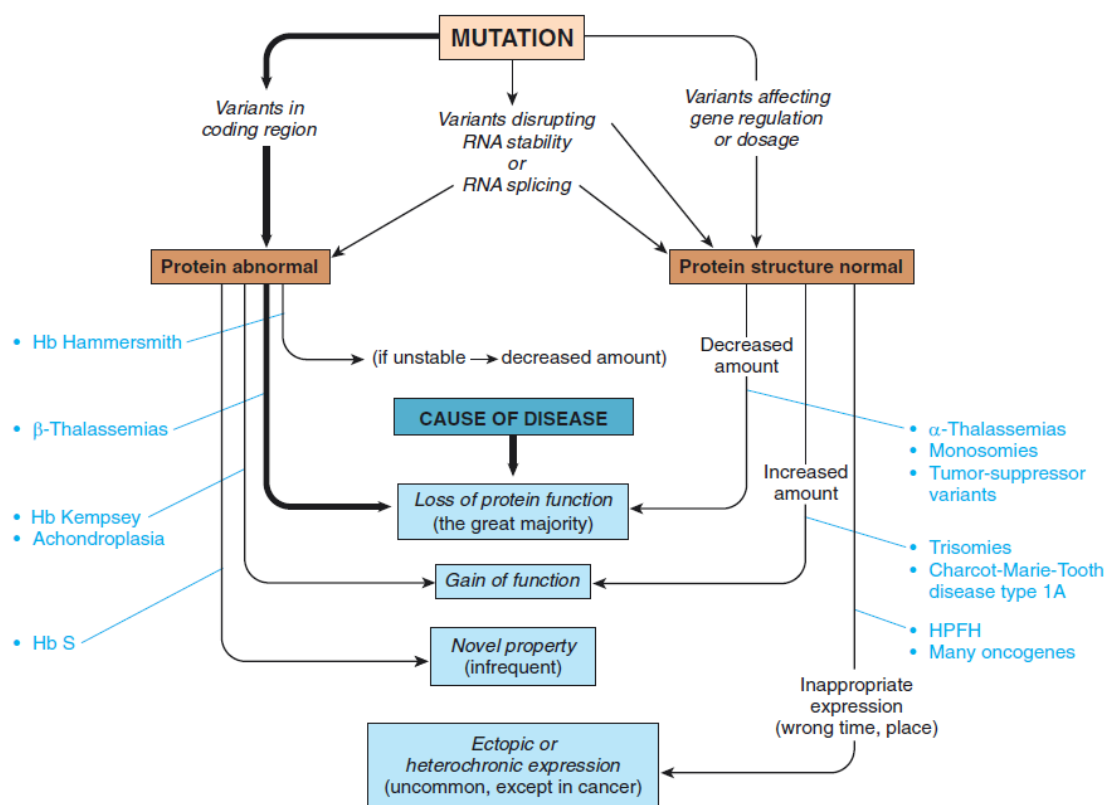 MUTATION
Variants in
coding region
Variants disrupting
RNA stability
or
RNA splicing
Variants affecting
gene regulation
or dosage
Protein abnormal
Protein structure normal
• Hb Hammersmith
• β-Thalassemias
• Hb Kempsey
• Achondroplasia
• Hb S
(if unstable → decreased amount)
CAUSE OF DISEASE
Loss of protein function
(the great majority)
Gain of function
Novel property
(infrequent)
Ectopic or
heterochronic expression
(uncommon, except in cancer)
Decreased
amount
Increased
amount
Inappropriate
expression
(wrong time, place)
• α-Thalassemias
• Monosomies
• Tumor-suppressor
variants
• Trisomies
• Charcot-Marie-Tooth
disease type 1A
• HPFH
• Many oncogenes